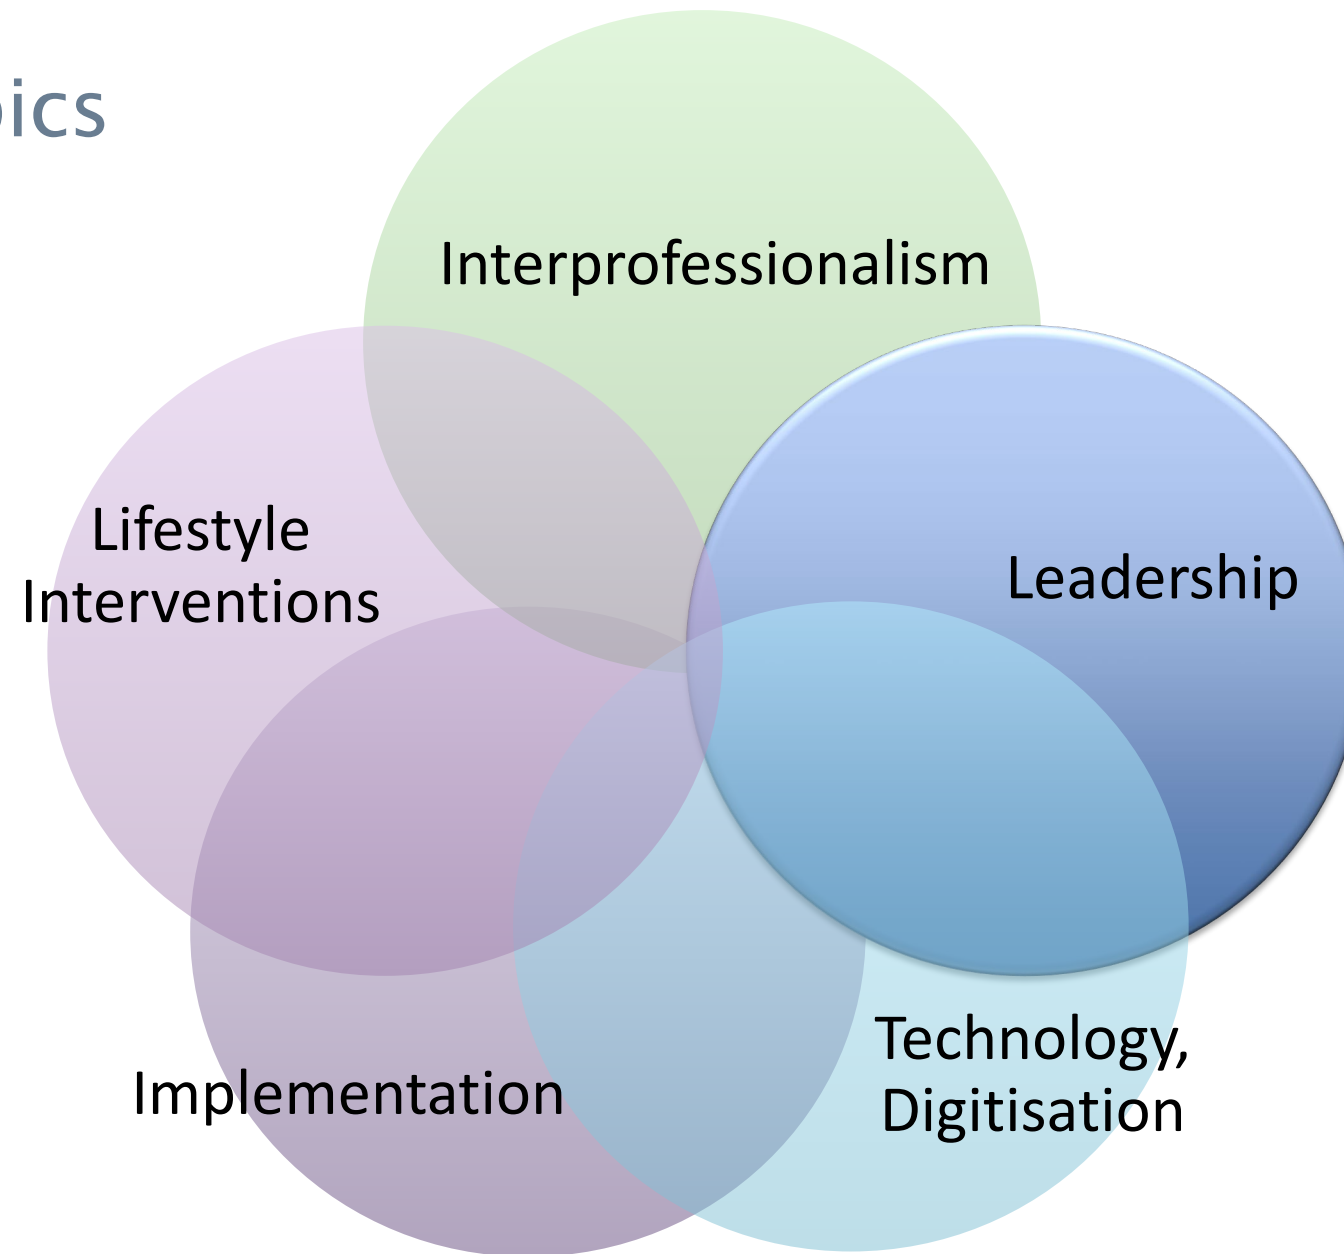 pics
Interprofessionalism
Lifestyle
Interventions
Leadership
Technology,
Digitisation
Implementation